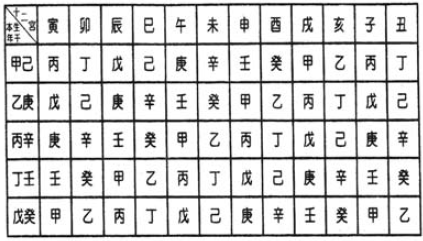 十二宮 本生年干 寅 卯 辰 巳 午 未 申 酉 戌 亥 子 丑
甲己 丙 丁 戊 己 庚 辛 壬 癸 甲 乙 丙 丁
乙庚 戊 己 庚 辛 壬 癸 甲 乙 丙 丁 戊 己
丙辛 庚 辛 壬 癸 甲 乙 丙 丁 戊 己 庚 辛
丁壬 壬 癸 甲 乙 丙 丁 戊 己 庚 辛 壬 癸
戊癸 甲 乙 丙 丁 戊 己 庚 辛 壬 癸 甲 乙